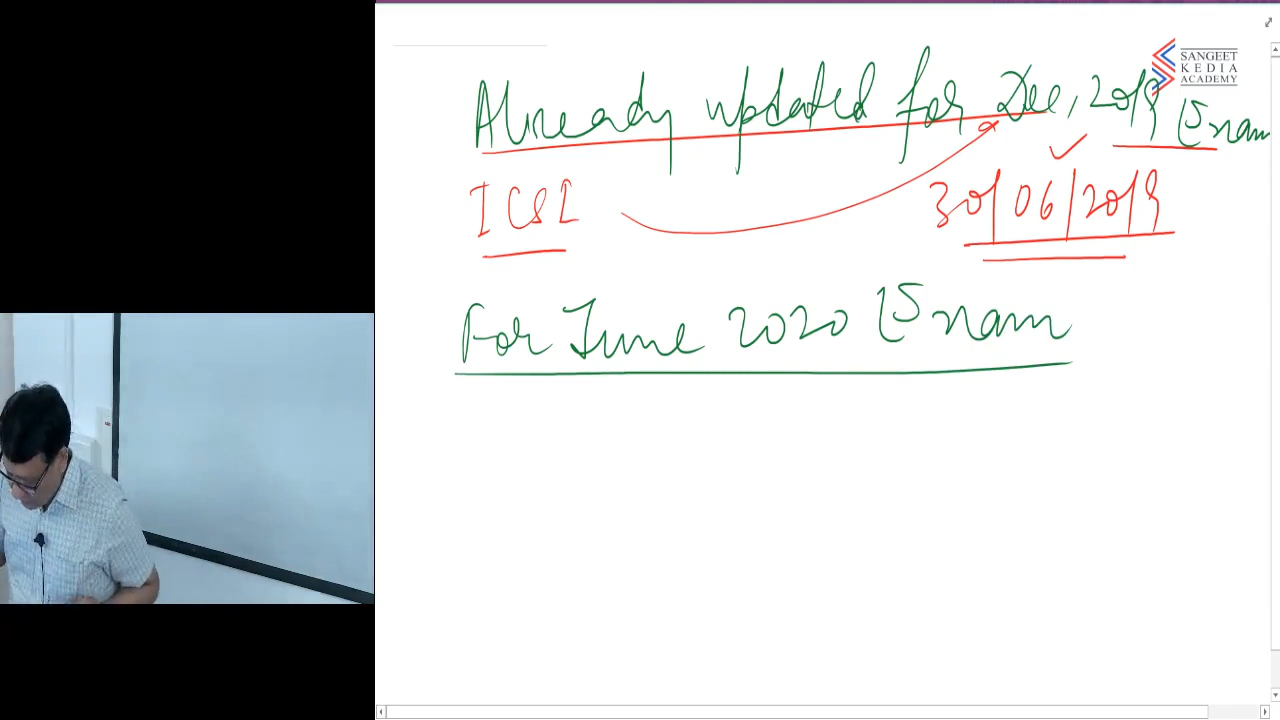 SANGEET
KEDIA
ACADEMY
Already updated for Dec, 2019 Exam
ICSI 30/06/2019
For June 2020 Exam